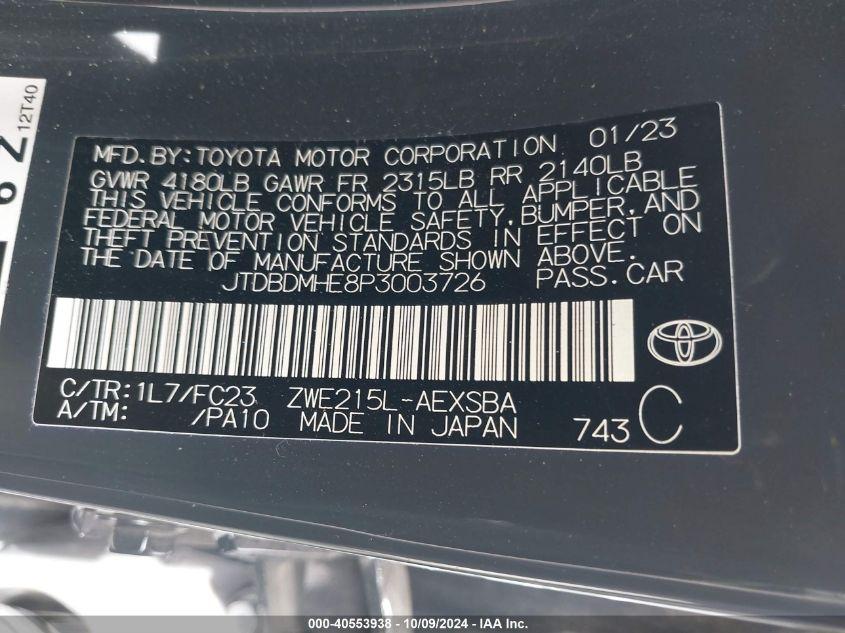 62
12T40
MFD. BY: TOYOTA MOTOR CORPORATION 01/23
GVWR 4180LB GAWR FR 2315LB RR 2140LB
THIS VEHICLE CONFORMS TO ALL APPLICABLE
FEDERAL MOTOR VEHICLE SAFETY, BUMPER, AND
THEFT PREVENTION STANDARDS IN EFFECT ON
THE DATE OF MANUFACTURE SHOWN ABOVE.
JTDBDMHE8P3003726 PASS. CAR
C/TR: 1L7/FC23 ZWE215L-AEXSBA
A/TM: /PA10 MADE IN JAPAN 743 C
000-40553938 - 10/09/2024 - IAA Inc.